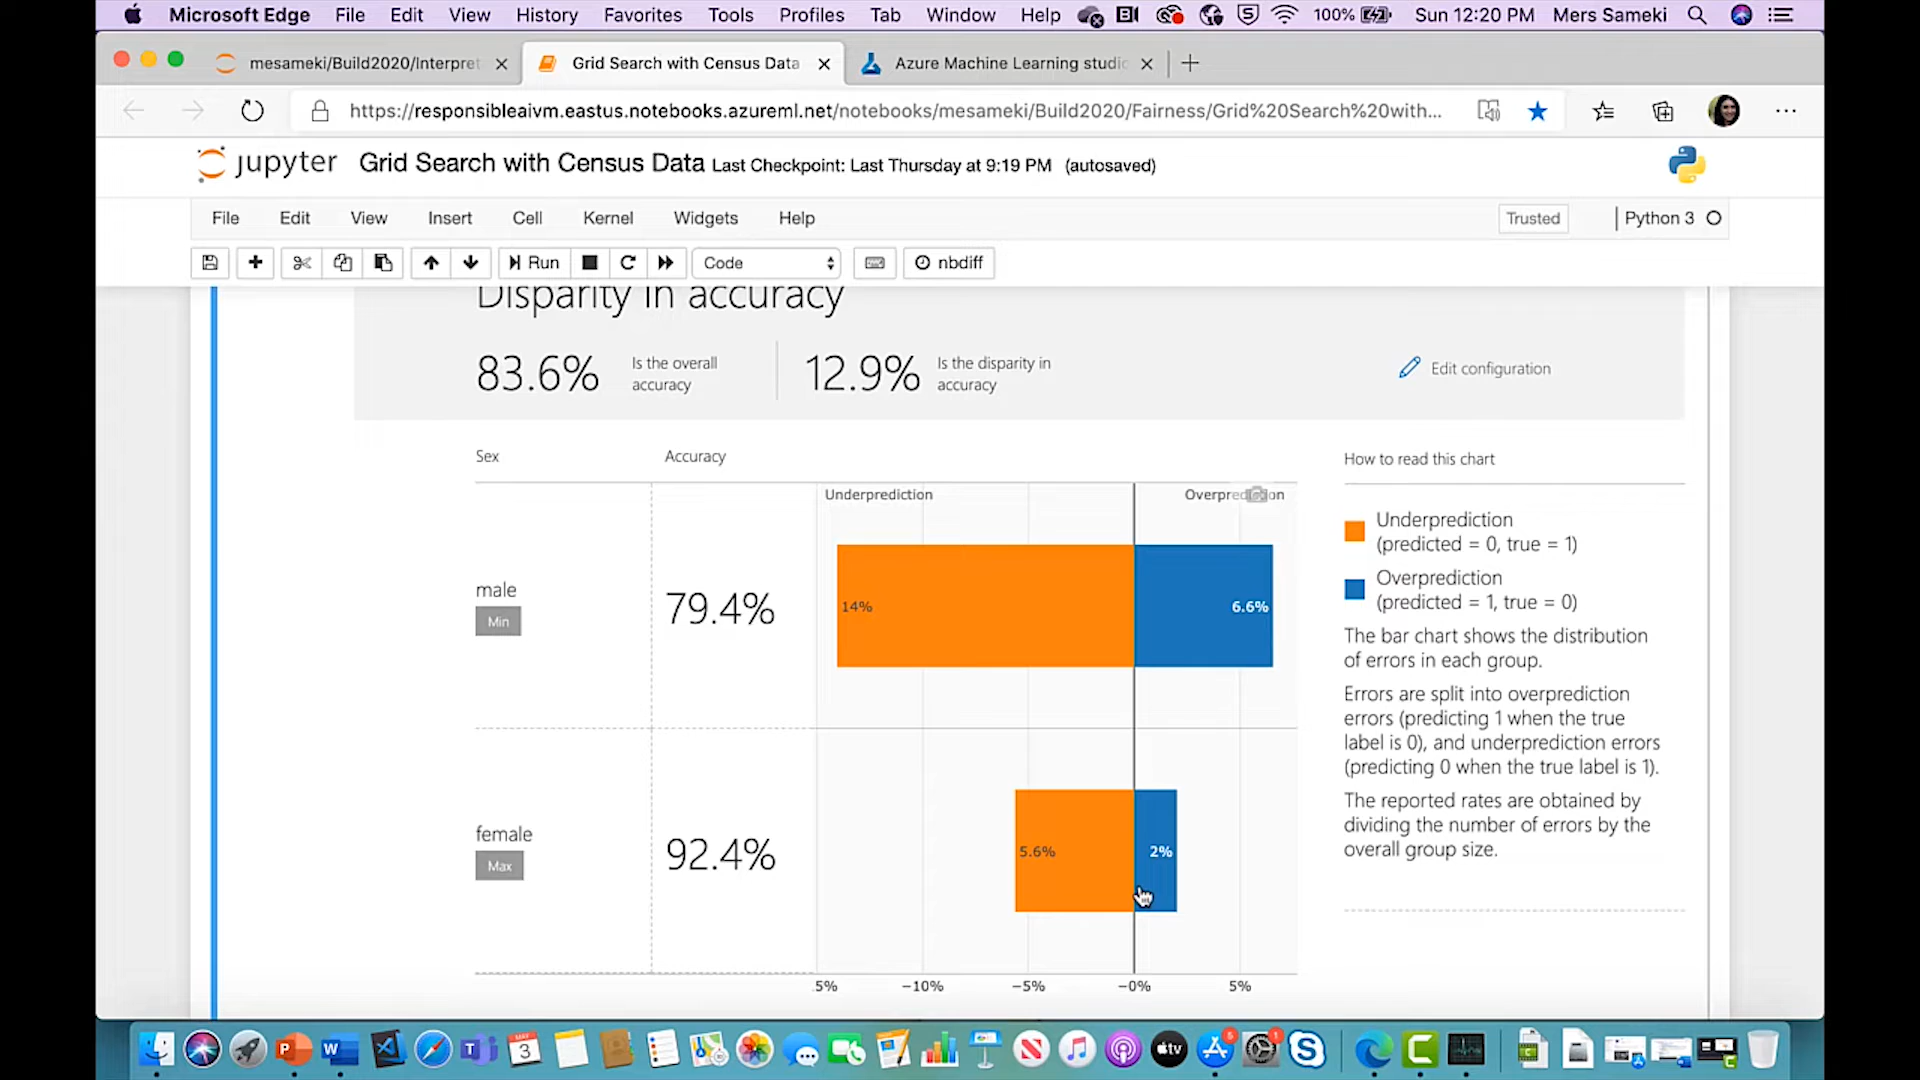 Microsoft Edge File Edit View History Favorites Tools Profiles Tab Window Help 100% Sun 12:20 PM Mers Sameki
mesameki/Build2020/Interpret Grid Search with Census Data Azure Machine Learning studi
https://responsibleaivm.eastus.notebooks.azureml.net/notebooks/mesameki/Build2020/Fairness/Grid%20Search%20with...
jupyter Grid Search with Census Data Last Checkpoint: Last Thursday at 9:19 PM (autosaved)
File Edit View Insert Cell Kernel Widgets Help Trusted Python 3
Run Code nbdiff
Disparity in accuracy
83.6% Is the overall accuracy
12.9% Is the disparity in accuracy
Edit configuration
Sex Accuracy
Underprediction Overprediction
male
Min
79.4%
14% 6.6%
female
Max
92.4%
5.6% 2%
.5% −10% −5% −0% 5%
How to read this chart
Underprediction
(predicted = 0, true = 1)
Overprediction
(predicted = 1, true = 0)
The bar chart shows the distribution
of errors in each group.
Errors are split into overprediction
errors (predicting 1 when the true
label is 0), and underprediction errors
(predicting 0 when the true label is 1).
The reported rates are obtained by
dividing the number of errors by the
overall group size.
MAY
3
tv